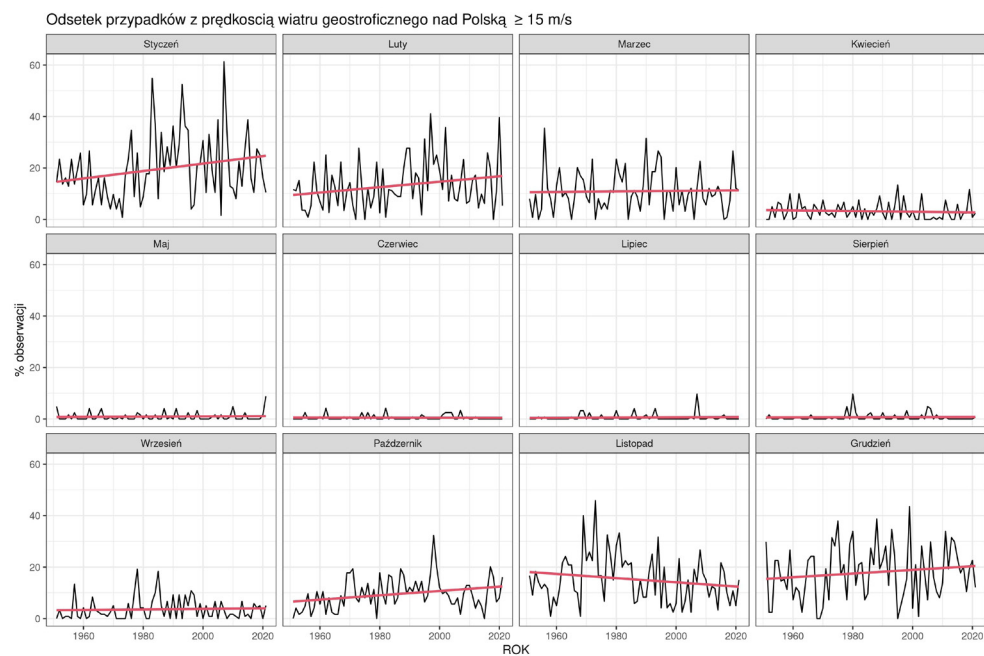 Odsetek przypadków z prędkoscią wiatru geostroficznego nad Polską ≥ 15 m/s
Styczeń Luty Marzec Kwiecień
60
40
20
0
Maj Czerwiec Lipiec Sierpień
60
40
20
0
% obserwacji
Wrzesień Październik Listopad Grudzień
60
40
20
0
1960 1980 2000 2020 1960 1980 2000 2020 1960 1980 2000 2020 1960 1980 2000 2020
ROK